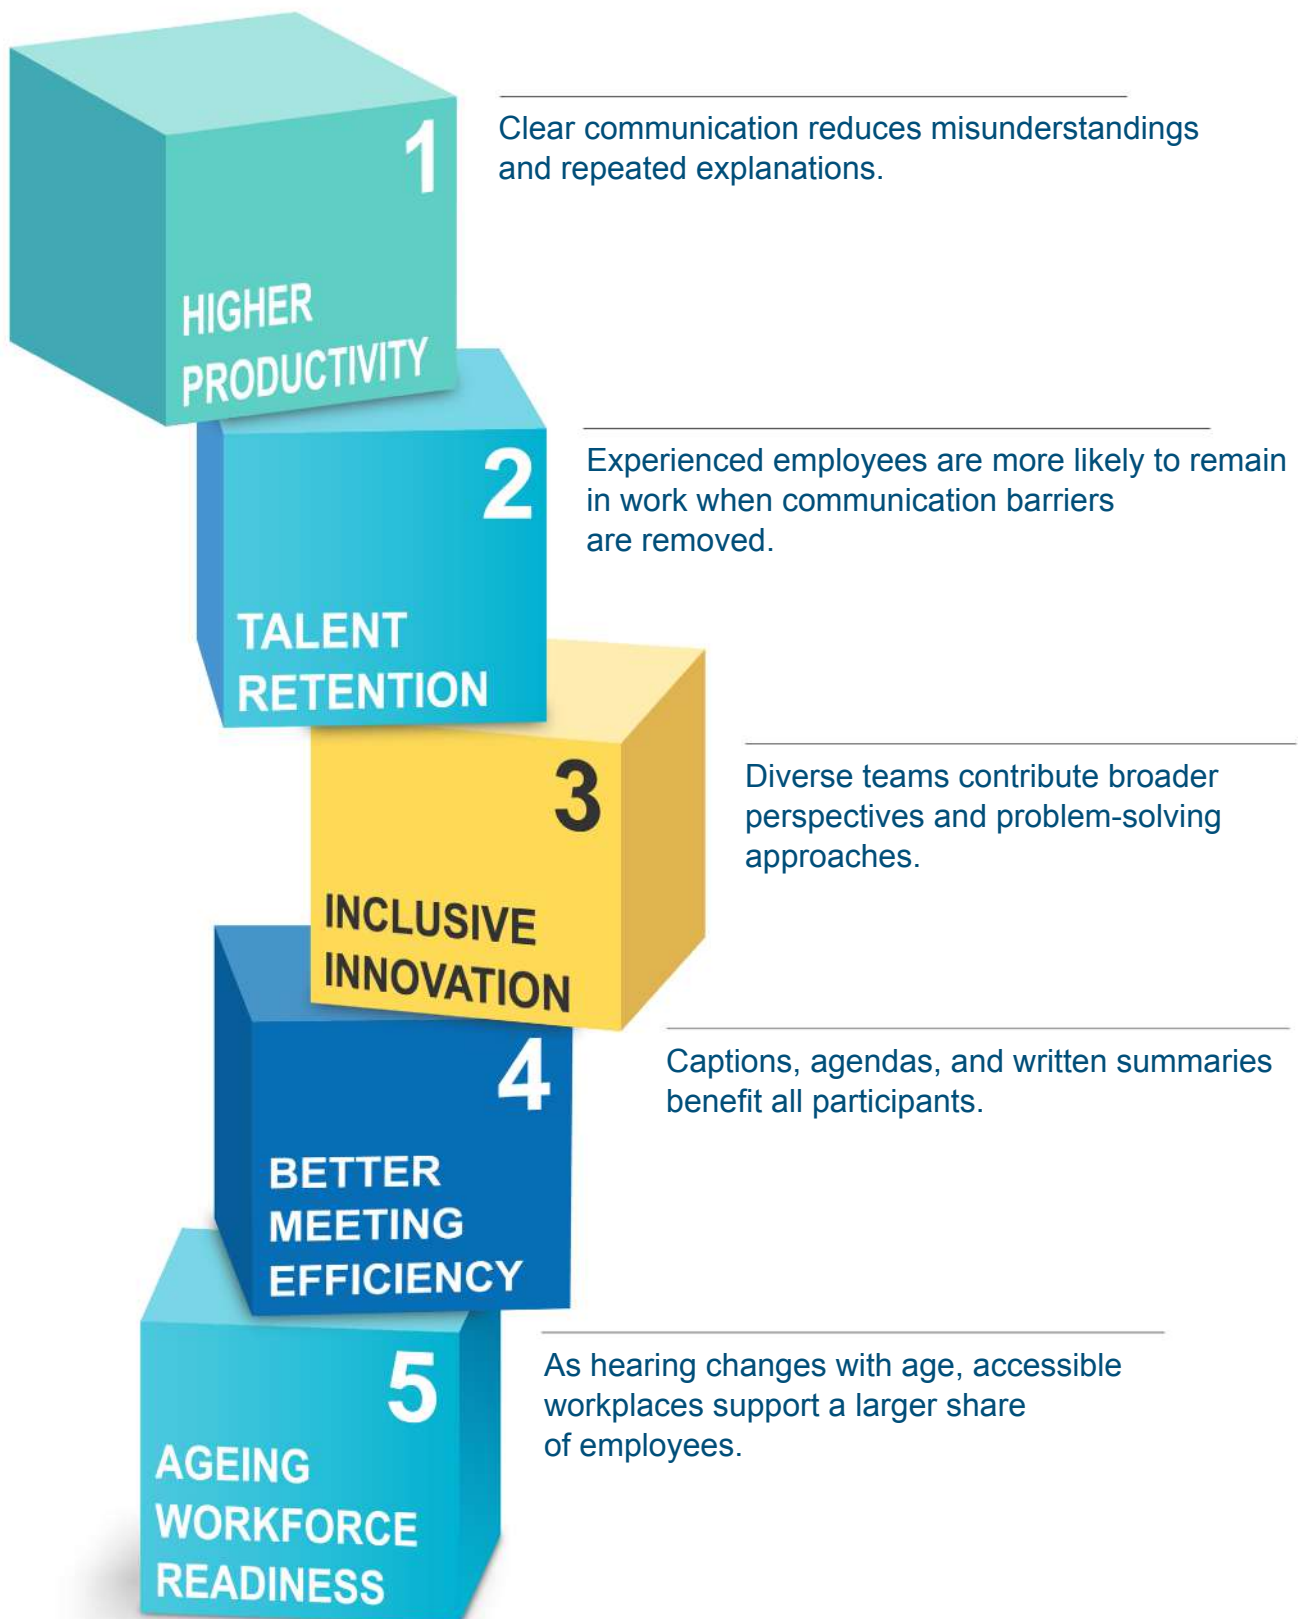 1
HIGHER
PRODUCTIVITY
Clear communication reduces misunderstandings
and repeated explanations.
2
TALENT
RETENTION
Experienced employees are more likely to remain
in work when communication barriers
are removed.
3
INCLUSIVE
INNOVATION
Diverse teams contribute broader
perspectives and problem-solving
approaches.
4
BETTER
MEETING
EFFICIENCY
Captions, agendas, and written summaries
benefit all participants.
5
AGEING
WORKFORCE
READINESS
As hearing changes with age, accessible
workplaces support a larger share
of employees.